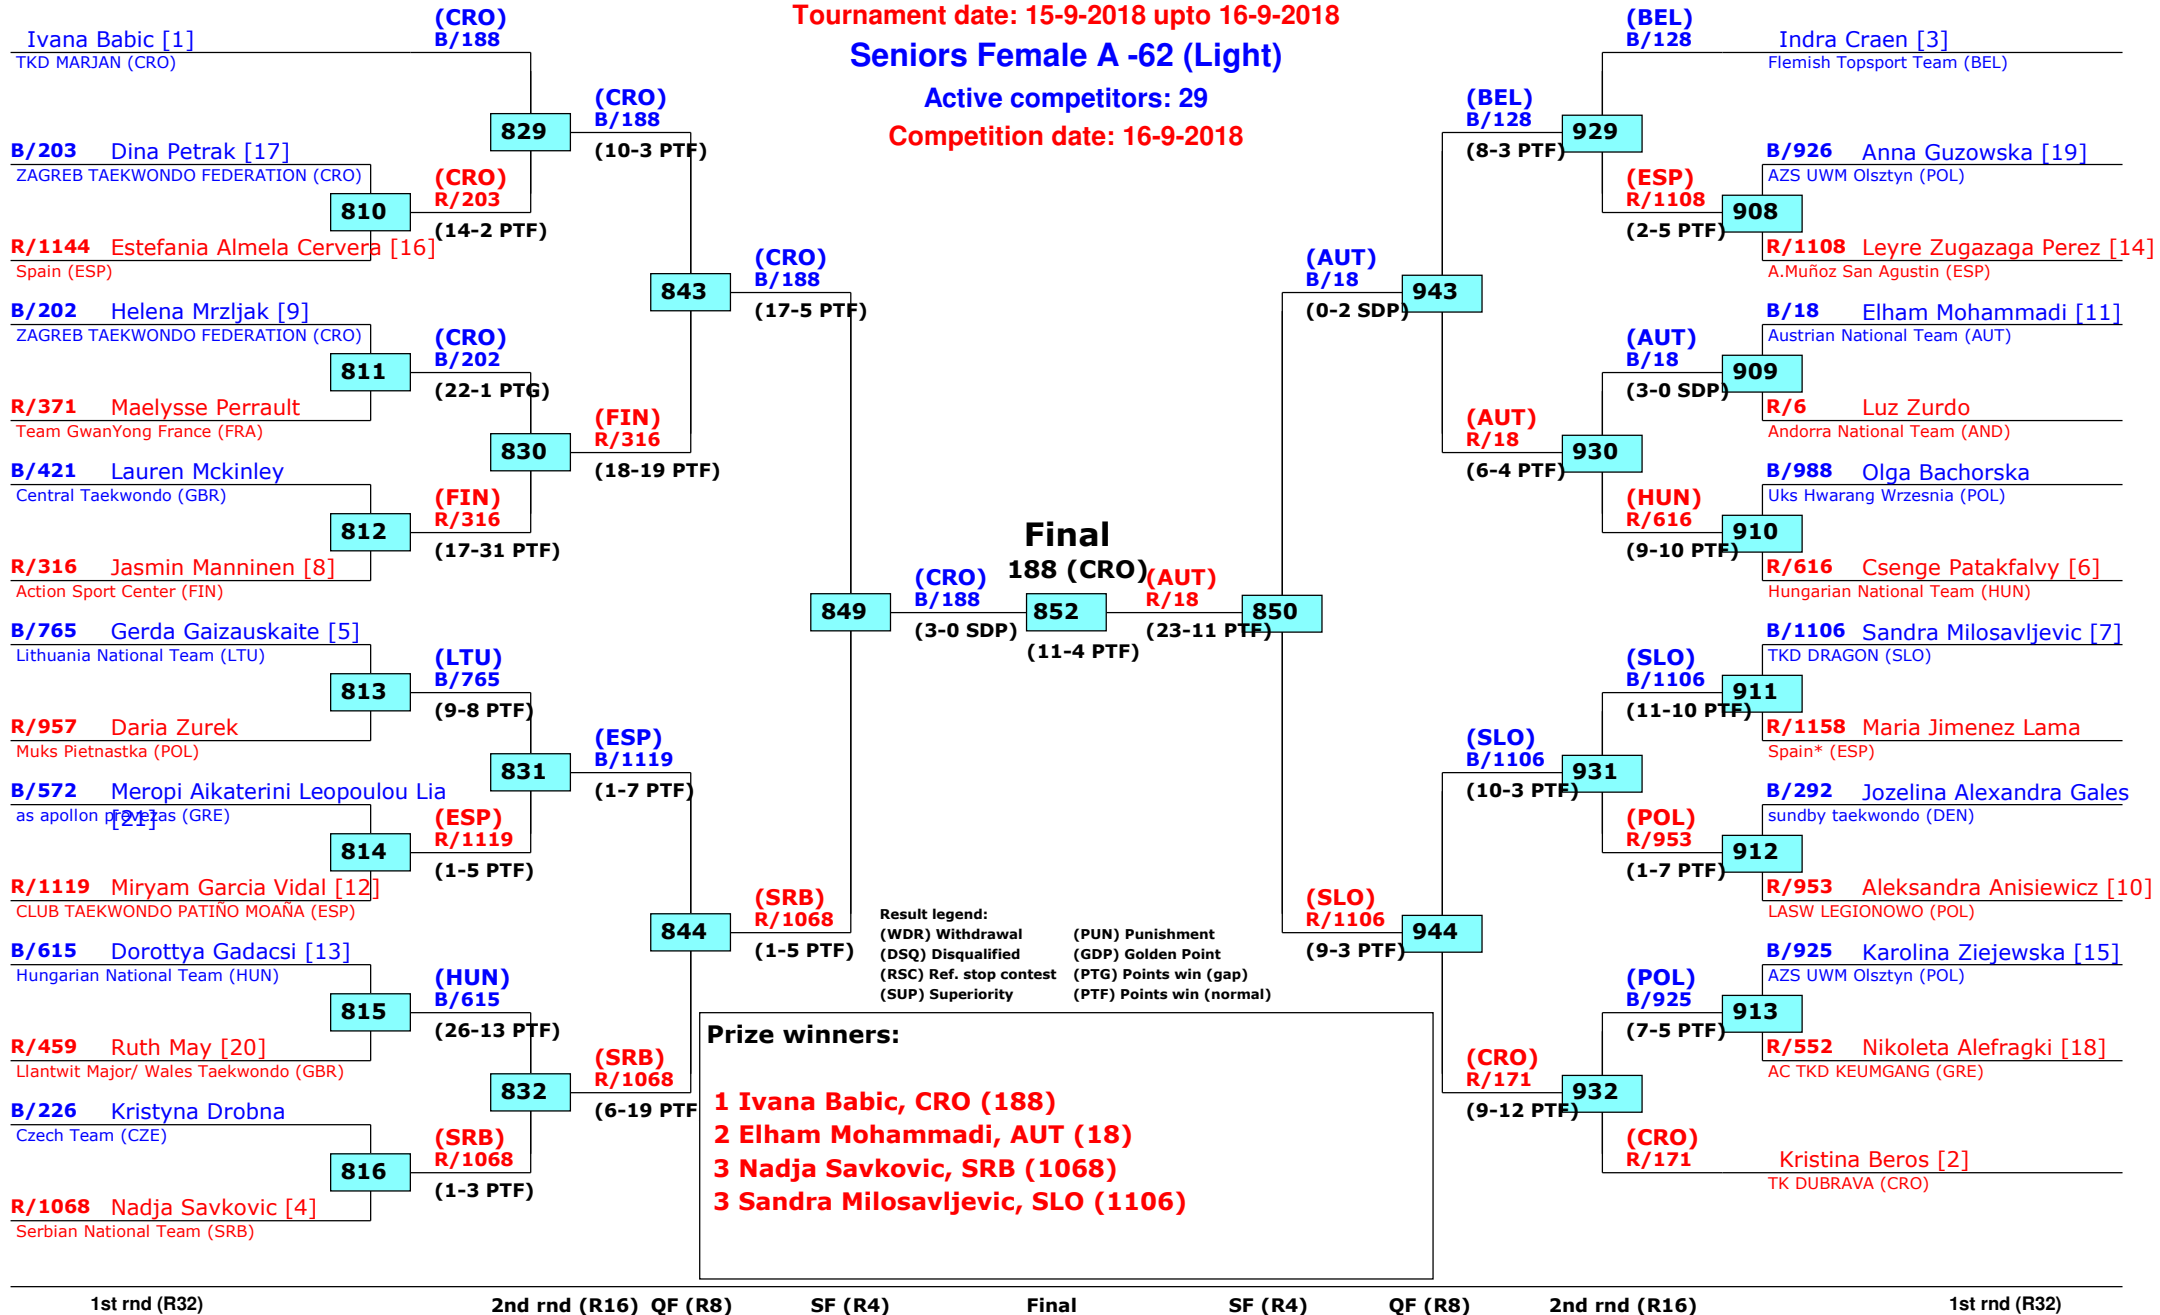 Tournament date: 15-9-2018 upto 16-9-2018
Seniors Female A -62 (Light)
Active competitors: 29
Competition date: 16-9-2018
Ivana Babic [1]
TKD MARJAN (CRO)
(CRO)
B/188
B/203 Dina Petrak [17]
ZAGREB TAEKWONDO FEDERATION (CRO)
810
R/1144 Estefania Almela Cervera [16]
Spain (ESP)
(CRO)
R/203
(14-2 PTF)
829
(CRO)
B/188
(10-3 PTF)
B/202 Helena Mrzljak [9]
ZAGREB TAEKWONDO FEDERATION (CRO)
811
R/371 Maelysse Perrault
Team GwanYong France (FRA)
(CRO)
B/202
(22-1 PTG)
B/421 Lauren Mckinley
Central Taekwondo (GBR)
812
R/316 Jasmin Manninen [8]
Action Sport Center (FIN)
(FIN)
R/316
(17-31 PTF)
830
(FIN)
R/316
(18-19 PTF)
843
(CRO)
B/188
(17-5 PTF)
B/765 Gerda Gaizauskaite [5]
Lithuania National Team (LTU)
813
R/957 Daria Zurek
Muks Pietnastka (POL)
(LTU)
B/765
(9-8 PTF)
B/572 Meropi Aikaterini Leopoulou Lia
[21]
as apollon prevezas (GRE)
814
R/1119 Miryam Garcia Vidal [12]
CLUB TAEKWONDO PATIÑO MOAÑA (ESP)
(ESP)
R/1119
(1-5 PTF)
831
(ESP)
B/1119
(1-7 PTF)
B/615 Dorottya Gadacsi [13]
Hungarian National Team (HUN)
815
R/459 Ruth May [20]
Llantwit Major/ Wales Taekwondo (GBR)
(HUN)
B/615
(26-13 PTF)
B/226 Kristyna Drobna
Czech Team (CZE)
816
R/1068 Nadja Savkovic [4]
Serbian National Team (SRB)
(SRB)
R/1068
(1-3 PTF)
832
(SRB)
R/1068
(6-19 PTF
844
(SRB)
R/1068
(1-5 PTF)
849
(CRO)
B/188
(3-0 SDP)
Final
188 (CRO)
852
(11-4 PTF)
(AUT)
R/18
(23-11 PTF)
850
(AUT)
B/18
(0-2 SDP)
943
(BEL)
B/128
(8-3 PTF)
929
(BEL)
B/128
Indra Craen [3]
Flemish Topsport Team (BEL)
(ESP)
R/1108
(2-5 PTF)
908
B/926 Anna Guzowska [19]
AZS UWM Olsztyn (POL)
R/1108 Leyre Zugazaga Perez [14]
A.Muñoz San Agustin (ESP)
(AUT)
R/18
(6-4 PTF)
930
(AUT)
B/18
(3-0 SDP)
909
B/18 Elham Mohammadi [11]
Austrian National Team (AUT)
R/6 Luz Zurdo
Andorra National Team (AND)
(HUN)
R/616
(9-10 PTF)
910
B/988 Olga Bachorska
Uks Hwarang Wrzesnia (POL)
R/616 Csenge Patakfalvy [6]
Hungarian National Team (HUN)
(SLO)
R/1106
(9-3 PTF)
944
(SLO)
B/1106
(10-3 PTF)
931
(SLO)
B/1106
(11-10 PTF)
911
B/1106 Sandra Milosavljevic [7]
TKD DRAGON (SLO)
R/1158 Maria Jimenez Lama
Spain* (ESP)
(POL)
R/953
(1-7 PTF)
912
B/292 Jozelina Alexandra Gales
sundby taekwondo (DEN)
R/953 Aleksandra Anisiewicz [10]
LASW LEGIONOWO (POL)
(CRO)
R/171
(9-12 PTF)
932
(POL)
B/925
(7-5 PTF)
913
B/925 Karolina Ziejewska [15]
AZS UWM Olsztyn (POL)
R/552 Nikoleta Alefragki [18]
AC TKD KEUMGANG (GRE)
(CRO)
R/171
Kristina Beros [2]
TK DUBRAVA (CRO)
Result legend:
(WDR) Withdrawal (PUN) Punishment
(DSQ) Disqualified (GDP) Golden Point
(RSC) Ref. stop contest (PTG) Points win (gap)
(SUP) Superiority (PTF) Points win (normal)
Prize winners:
1 Ivana Babic, CRO (188)
2 Elham Mohammadi, AUT (18)
3 Nadja Savkovic, SRB (1068)
3 Sandra Milosavljevic, SLO (1106)
1st rnd (R32) 2nd rnd (R16) QF (R8) SF (R4) Final SF (R4) QF (R8) 2nd rnd (R16) 1st rnd (R32)